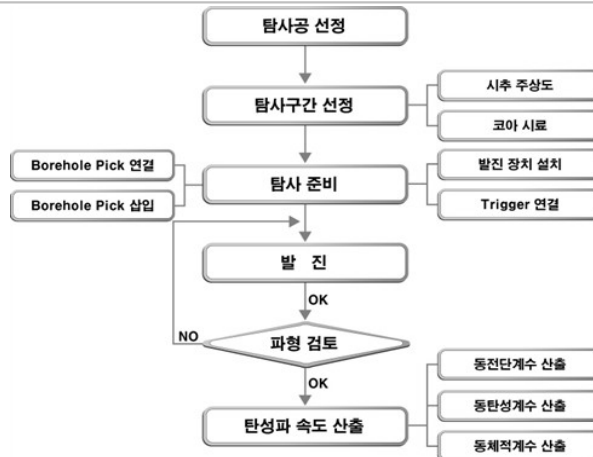 탐사공 선정
탐사구간 선정
시추 주상도
코아 시료
Borehole Pick 연결
Borehole Pick 삽입
탐사 준비
발진 장치 설치
Trigger 연결
발 진
OK
NO
파형 검토
OK
탄성파 속도 산출
동전단계수 산출
동탄성계수 산출
동체적계수 산출